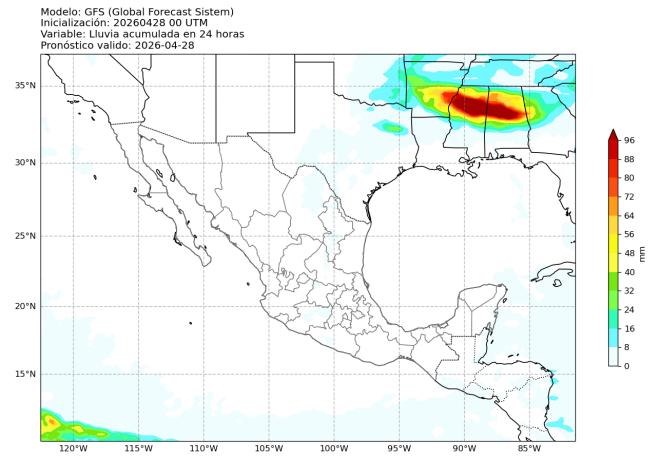 Modelo: GFS (Global Forecast Sistem)
Inicialización: 20260428 00 UTM
Variable: Lluvia acumulada en 24 horas
Pronóstico valido: 2026-04-28
35°N
30°N
25°N
20°N
15°N
120°W
115°W
110°W
105°W
100°W
95°W
90°W
85°W
96
88
80
72
64
56
48
40
32
24
16
8
0
mm